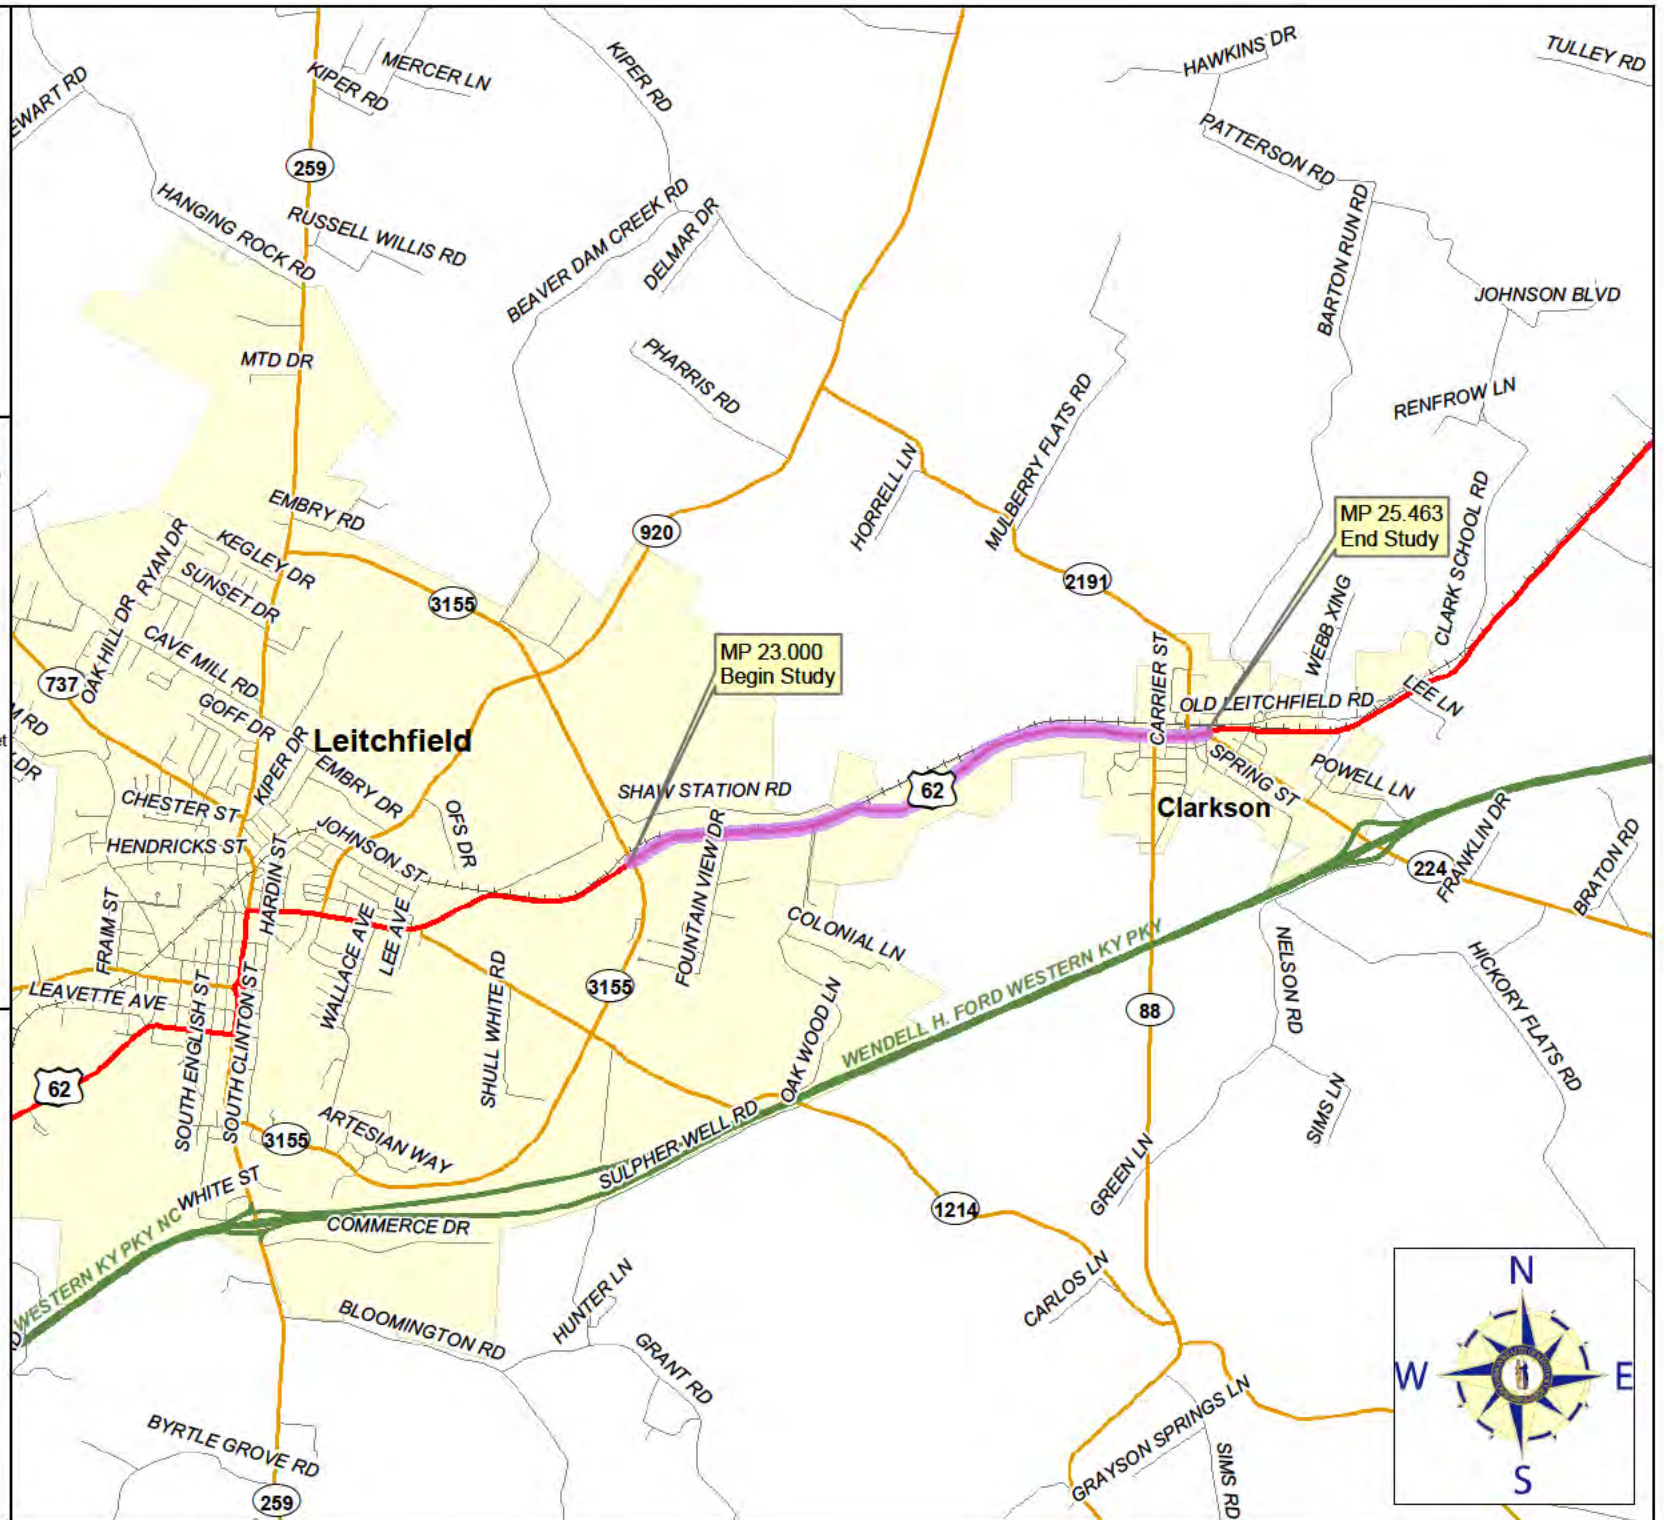 HAWKINS DR
TULLEY RD
KIPER RD
MERCER LN
KIPER RD
EWART RD
PATTERSON RD
259
HANGING ROCK RD
RUSSELL WILLIS RD
BEAVER DAM CREEK RD
DELMAR DR
BARTON RUN RD
JOHNSON BLVD
MTD DR
PHARRIS RD
MULBERRY FLATS RD
RENFROW LN
HORRELL LN
EMBRY RD
920
MP 25.463
End Study
CLARK SCHOOL RD
RYAN DR
KEGLEY DR
SUNSET DR
3155
2191
OAK HILL DR
CAVE MILL RD
WEBB XING
737
MP 23.000
Begin Study
CARRIER ST
OLD LEITCHFIELD RD
LEE LN
GOFF DR
M RD
DR
Leitchfield
KIPER DR
EMBRY DR
SHAW STATION RD
62
SPRING ST
POWELL LN
Clarkson
CHESTER ST
OFS DR
JOHNSON ST
FOUNTAIN VIEW DR
HENDRICKS ST
HARDIN ST
224
FRANKLIN DR
BRATON RD
FRAIM ST
WALLACE AVE
LEE AVE
COLONIAL LN
NELSON RD
HICKORY FLATS RD
LEAVETTE AVE
SOUTH ENGLISH ST
SOUTH CLINTON ST
SHULL WHITE RD
3155
OAK WOOD LN
WENDELL H. FORD WESTERN KY PKY
88
62
3155
ARTESIAN WAY
SULPHER WELL RD
SIMS LN
GREEN LN
WHITE ST
1214
WESTERN KY PKY NC
COMMERCE DR
CARLOS LN
HUNTER LN
BLOOMINGTON RD
GRANT RD
N
W
E
S
BYRTLE GROVE RD
GRAYSON SPRINGS LN
SIMS RD
259